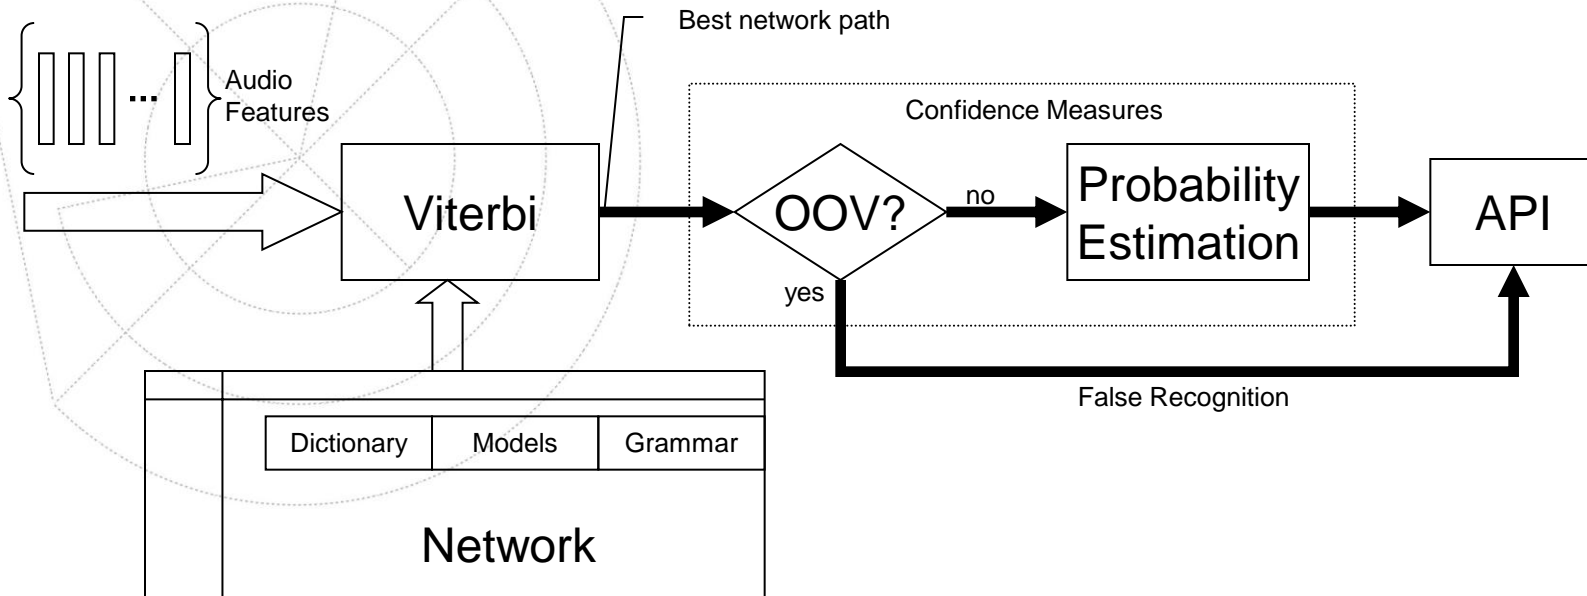 Best network path
Audio
Features
...
Confidence Measures
Viterbi
OOV?
no
yes
Probability
Estimation
API
False Recognition
Dictionary
Models
Grammar
Network